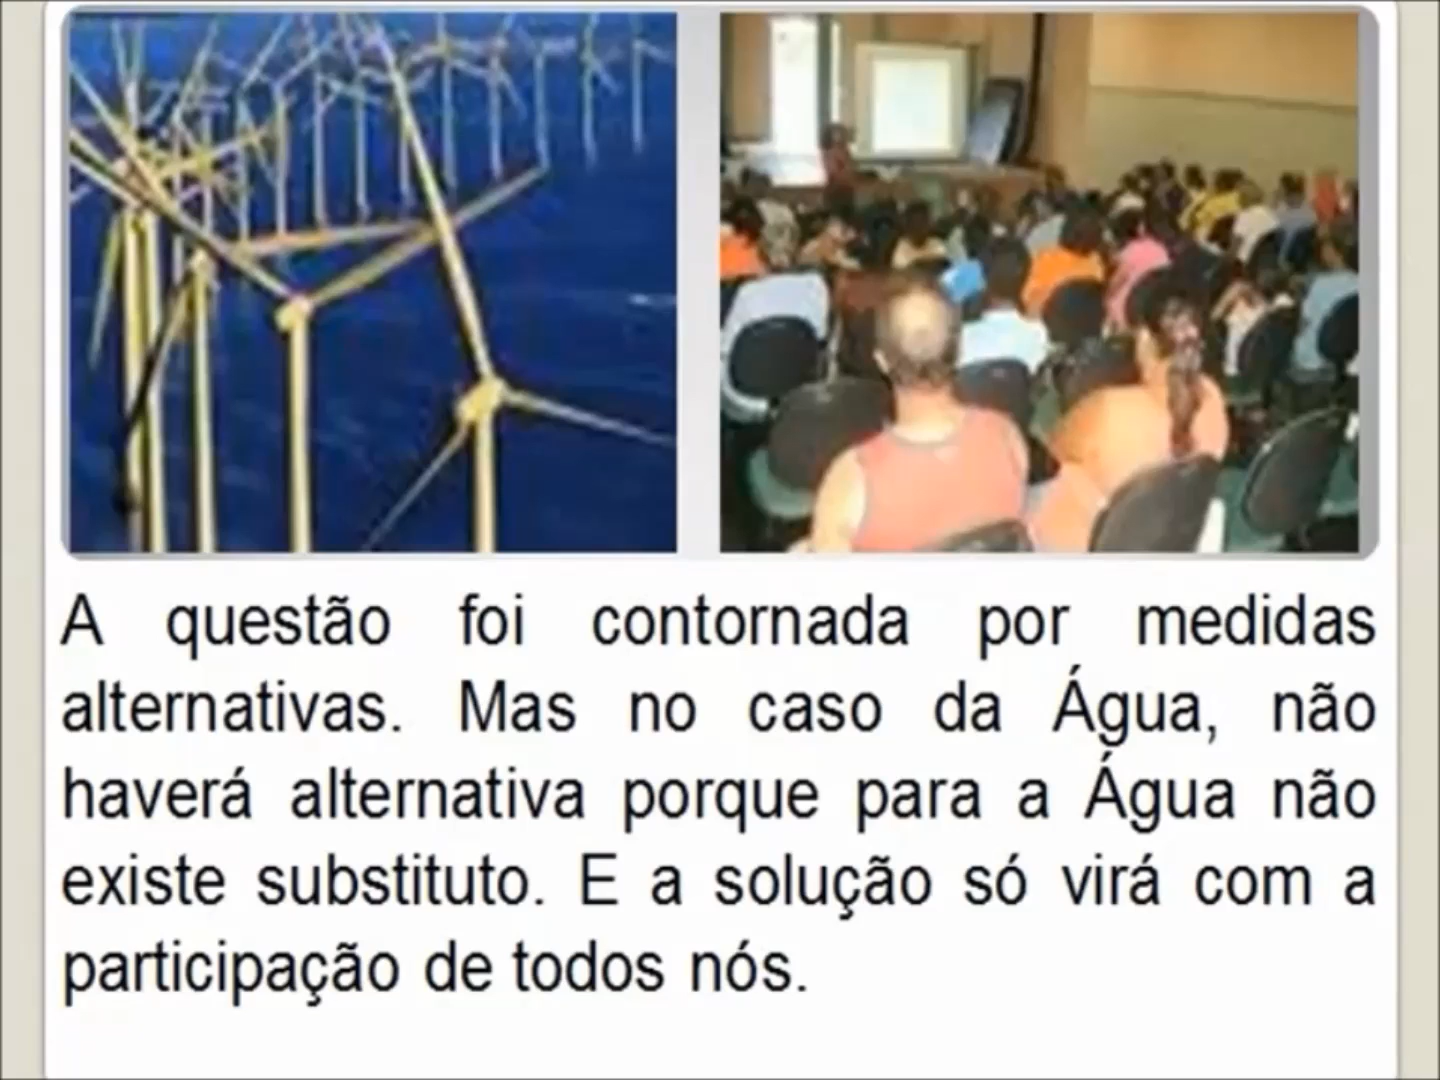 A questão foi contornada por medidas
alternativas. Mas no caso da Água, não
haverá alternativa porque para a Água não
existe substituto. E a solução só virá com a
participação de todos nós.